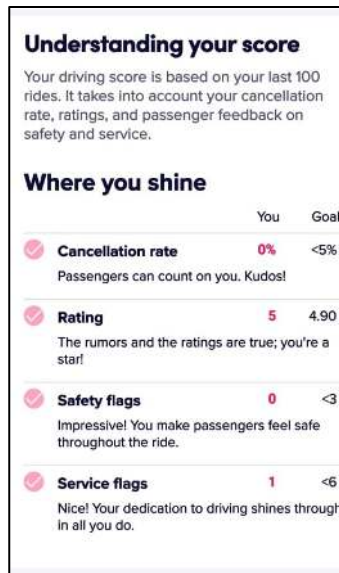 Understanding your score
Your driving score is based on your last 100
rides. It takes into account your cancellation
rate, ratings, and passenger feedback on
safety and service.
Where you shine
You Goal
Cancellation rate 0% <5%
Passengers can count on you. Kudos!
Rating 5 4.90
The rumors and the ratings are true; you're a
star!
Safety flags 0 <3
Impressive! You make passengers feel safe
throughout the ride.
Service flags 1 <6
Nice! Your dedication to driving shines through
in all you do.